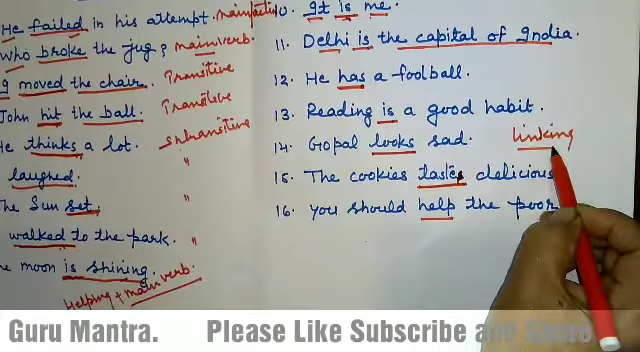 He failed in his attempt. main
Who broke the jug? main verb.
I moved the chair. Transitive
John hit the ball. Transitive
He thinks a lot. Intransitive
laughed. "
The Sun set. "
walked to the park. "
he moon is shining.
Helping + main verb.
10. It is me.
11. Delhi is the capital of India.
12. He has a football.
13. Reading is a good habit.
14. Gopal looks sad. linking
15. The cookies taste delicious
16. You should help the poor
Guru Mantra. Please Like Subscribe and Share